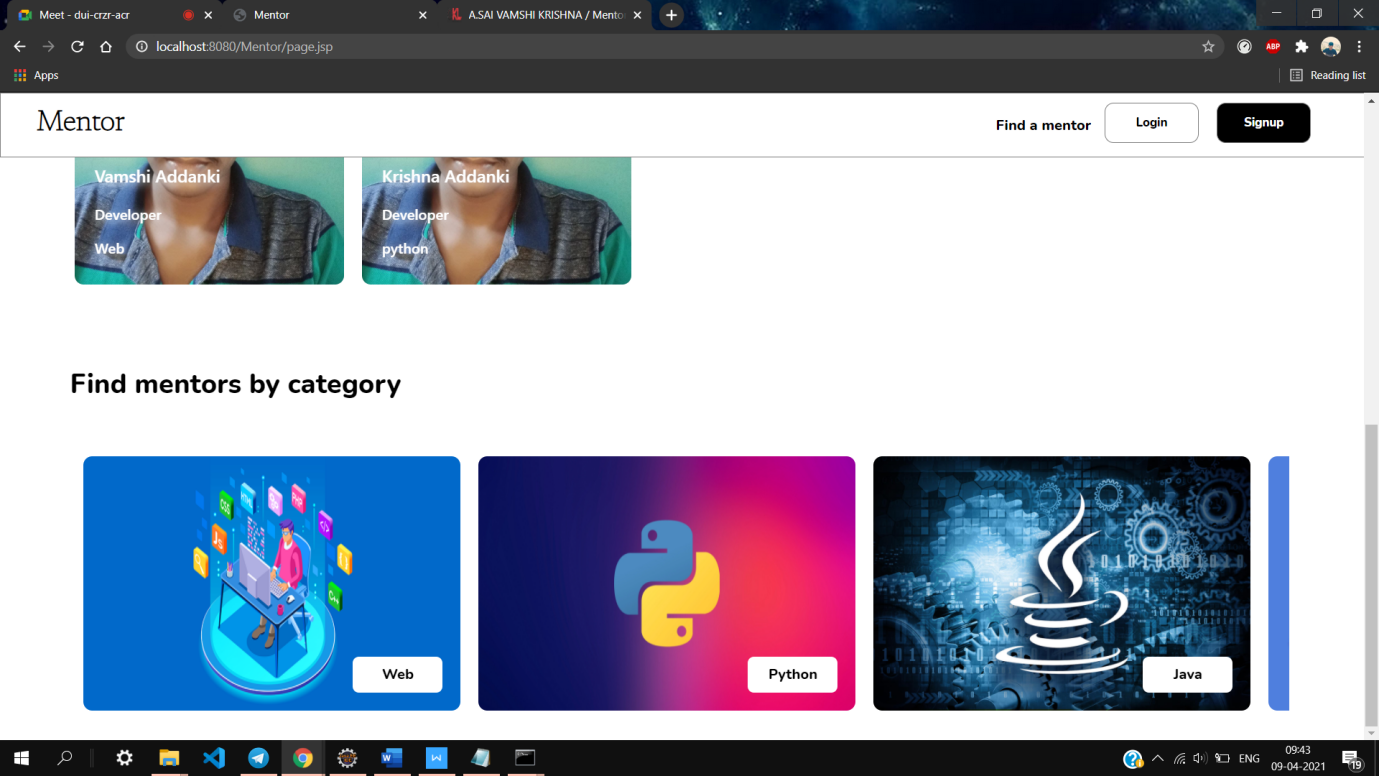 Meet - dui-crzr-acr
Mentor
A.SAI VAMSHI KRISHNA / Mento
localhost:8080/Mentor/page.jsp
ABP
Apps
Reading list
Mentor
Find a mentor
Login
Signup
Vamshi Addanki
Developer
Web
Krishna Addanki
Developer
python
Find mentors by category
Web
Python
Java
ENG
09:43
09-04-2021
19